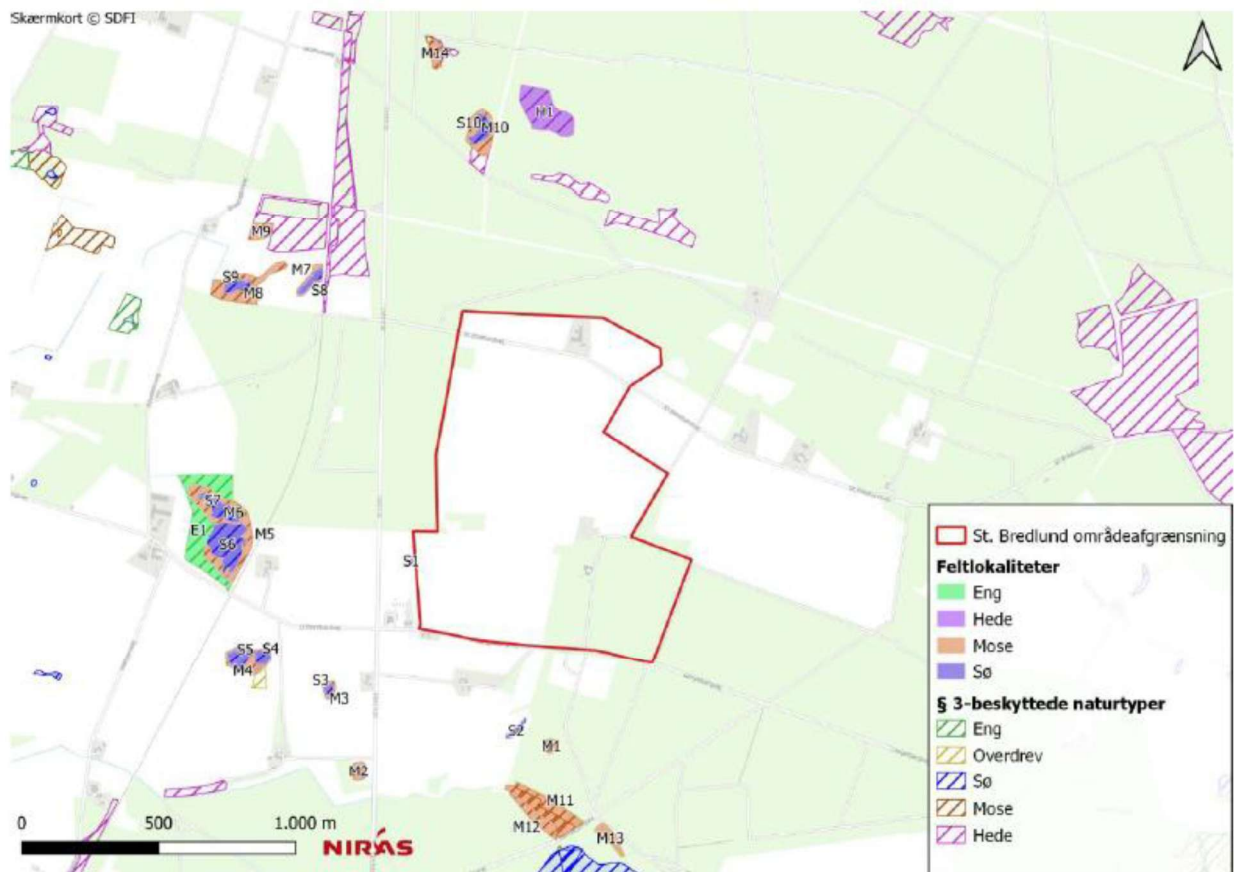 Skærmkort © SDFI
M14
S10
M10
H1
M9
M7
S9
M8
S8
S7
M6
E1
M5
S6
S1
S5
S4
M4
S3
M3
S2
M1
M2
M11
M12
M13
St. Bredlund områdeafgrænsning
Feltlokaliteter
Eng
Hede
Mose
Sø
§ 3-beskyttede naturtyper
Eng
Overdrev
Sø
Mose
Hede
0 500 1.000 m
NIRAS